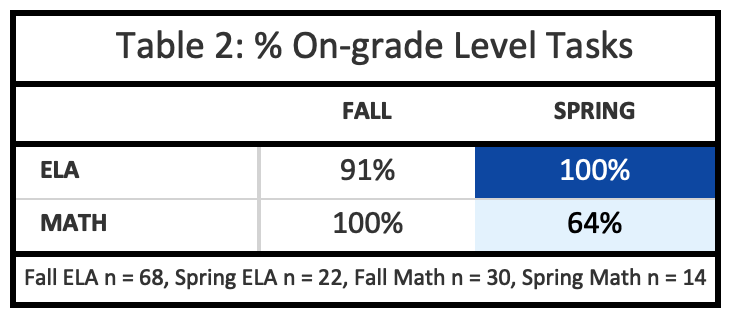 Table 2: % On-grade Level Tasks
FALL SPRING
ELA 91% 100%
MATH 100% 64%
Fall ELA n = 68, Spring ELA n = 22, Fall Math n = 30, Spring Math n = 14